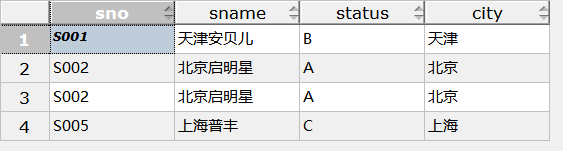 sno sname status city
1 S001 天津安贝儿 B 天津
2 S002 北京启明星 A 北京
3 S002 北京启明星 A 北京
4 S005 上海普丰 C 上海